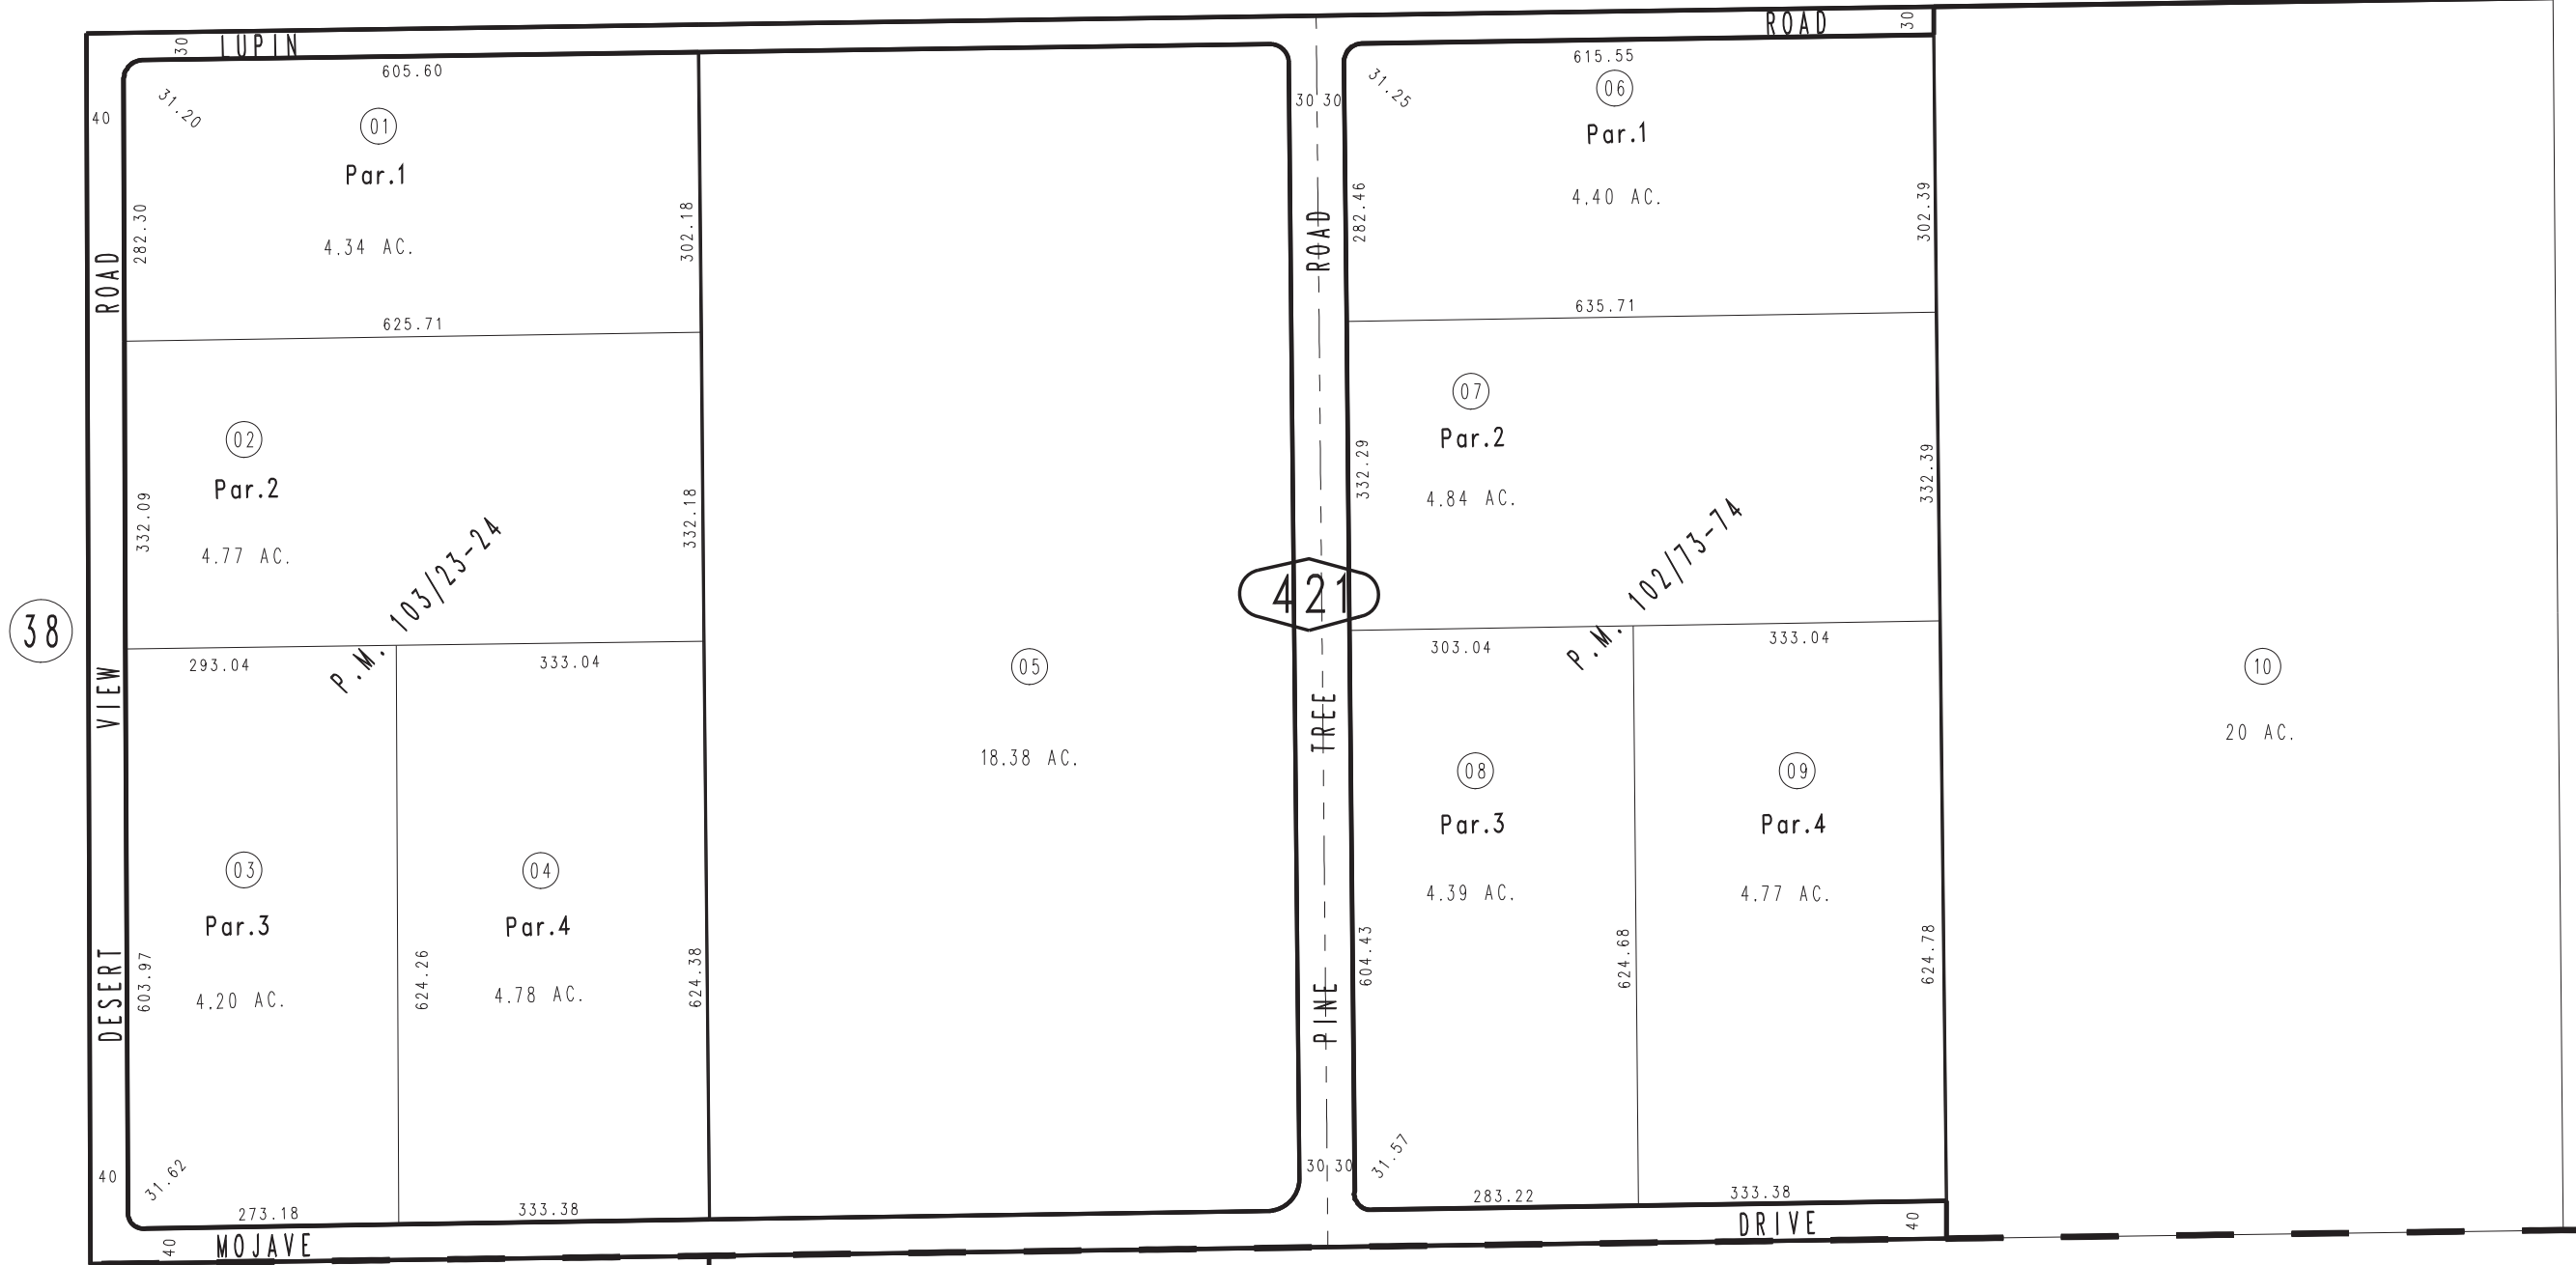 LUPIN ROAD
30
30
40
605.60
31.20
01
Par.1
4.34 AC.
282.30
302.18
625.71
02
Par.2
4.77 AC.
332.09
332.18
P.M. 103/23-24
293.04
333.04
03
Par.3
4.20 AC.
603.97
624.26
04
Par.4
4.78 AC.
624.38
40
31.62
273.18
333.38
40
MOJAVE DRIVE
DESERT VIEW ROAD
38
05
18.38 AC.
30 30
PINE TREE ROAD
421
30 30
615.55
31.25
06
Par.1
4.40 AC.
282.46
302.39
635.71
07
Par.2
4.84 AC.
332.29
332.39
P.M. 102/73-74
303.04
333.04
08
Par.3
4.39 AC.
604.43
624.68
09
Par.4
4.77 AC.
624.78
31.57
283.22
333.38
40
10
20 AC.